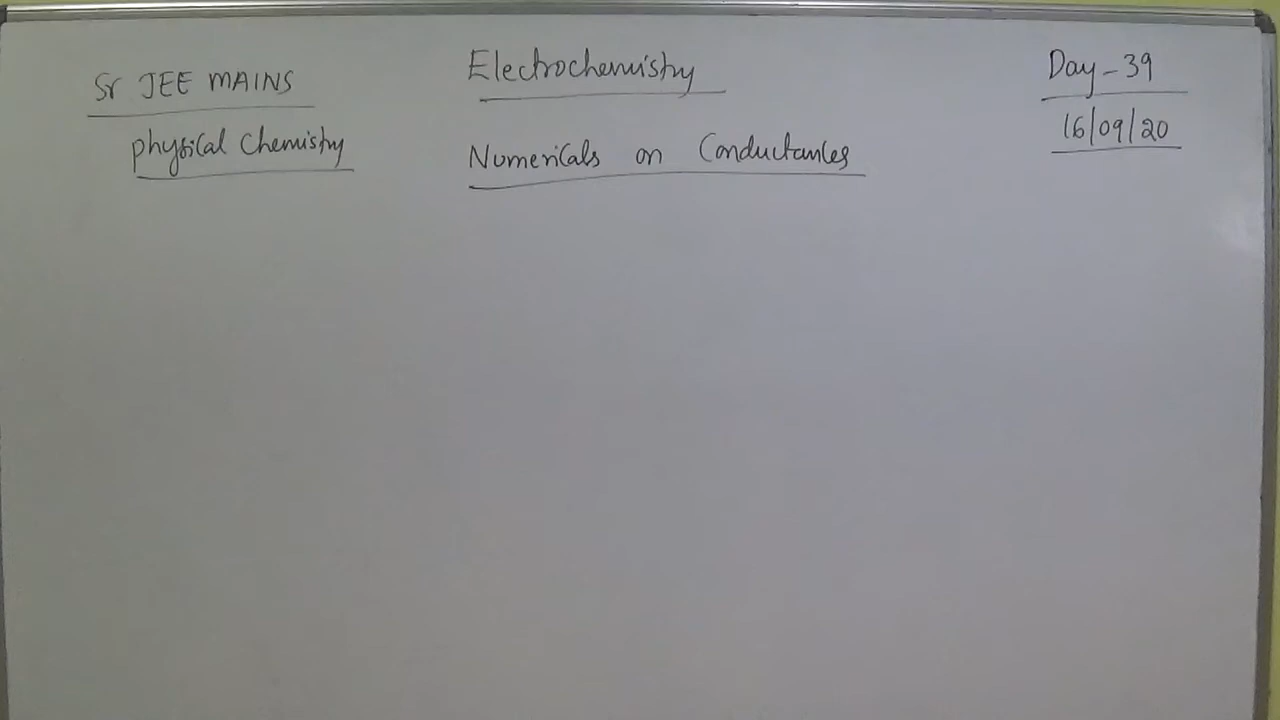 Sr JEE MAINS
Physical Chemistry
Electrochemistry
Numericals on Conductances
Day-39
16/09/20